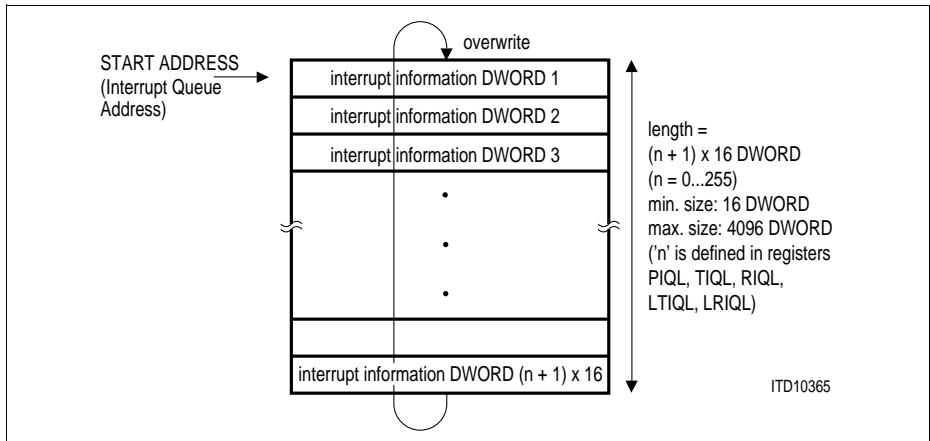 overwrite
START ADDRESS
(Interrupt Queue
Address)
interrupt information DWORD 1
interrupt information DWORD 2
interrupt information DWORD 3
length =
(n + 1) x 16 DWORD
(n = 0...255)
min. size: 16 DWORD
max. size: 4096 DWORD
('n' is defined in registers
PIQL, TIQL, RIQL,
LTIQL, LRIQL)
interrupt information DWORD (n + 1) x 16
ITD10365